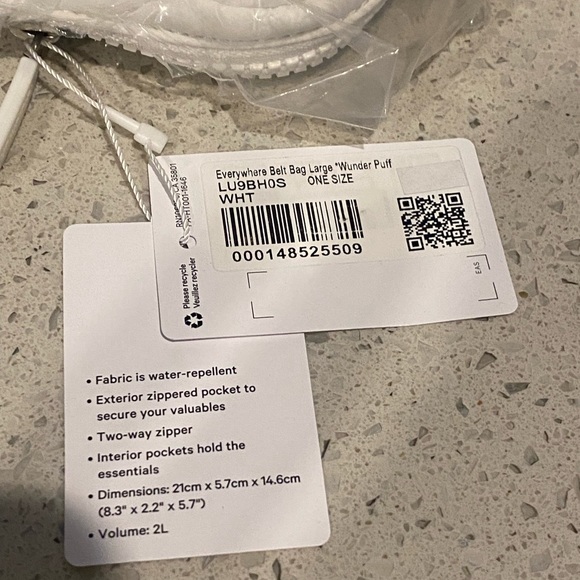 Everywhere Belt Bag Large *Wunder Puff
LU9BH0S ONE SIZE
WHT
000148525509
EAS
Please recycle
Veuillez recycler
• Fabric is water-repellent
• Exterior zippered pocket to
secure your valuables
• Two-way zipper
• Interior pockets hold the
essentials
• Dimensions: 21cm x 5.7cm x 14.6cm
(8.3" x 2.2" x 5.7")
• Volume: 2L